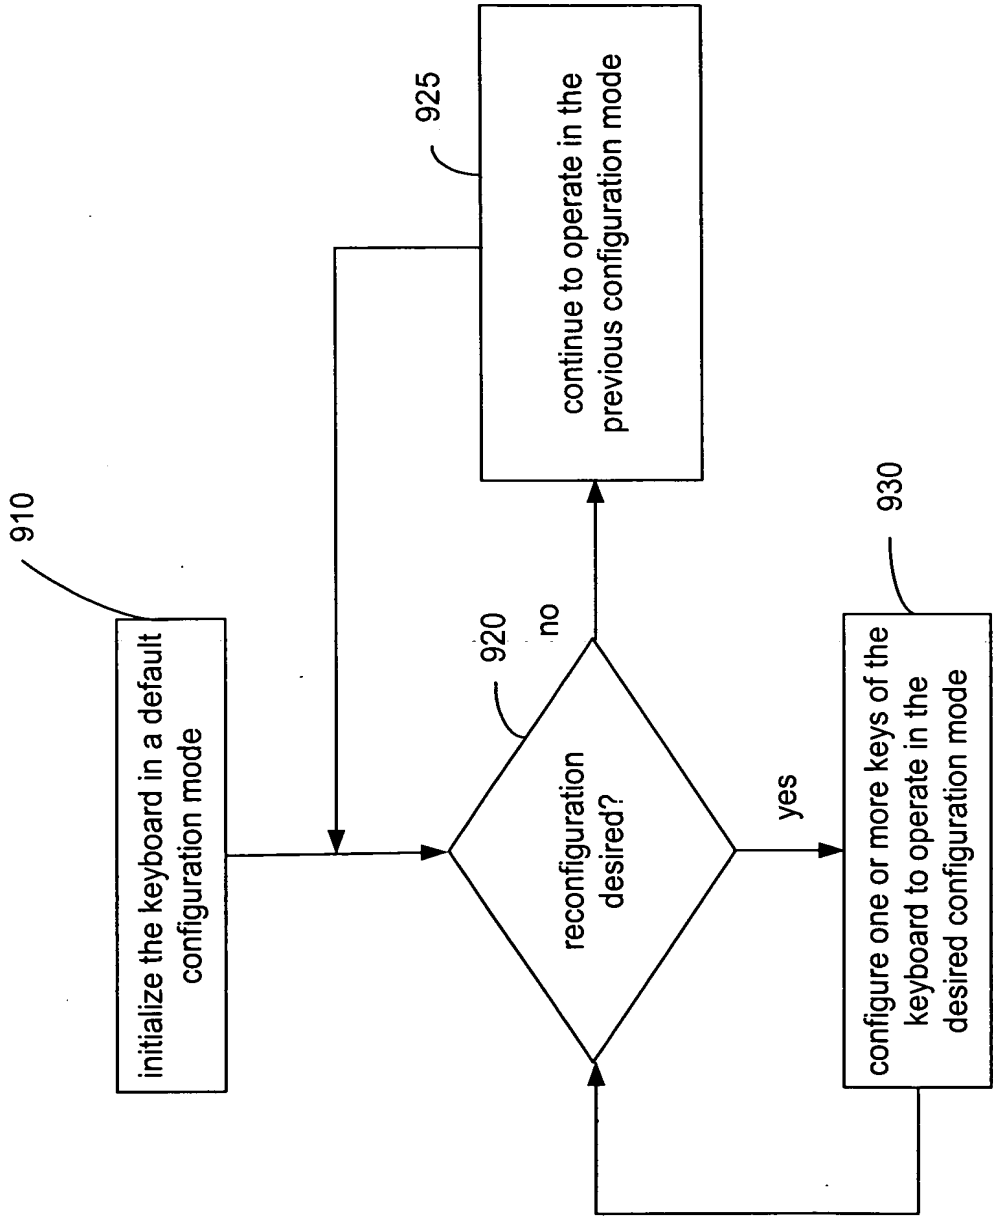 910
initialize the keyboard in a default
configuration mode
925
continue to operate in the
previous configuration mode
920
no
reconfiguration
desired?
yes
930
configure one or more keys of the
keyboard to operate in the
desired configuration mode